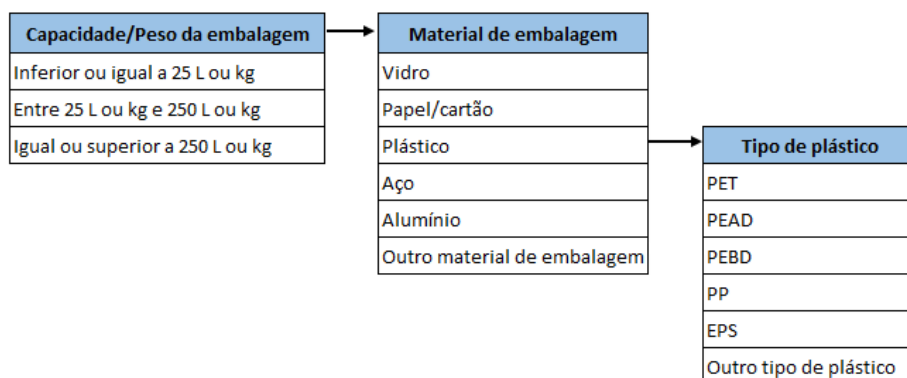 Capacidade/Peso da embalagem
Inferior ou igual a 25 L ou kg
Entre 25 L ou kg e 250 L ou kg
Igual ou superior a 250 L ou kg
Material de embalagem
Vidro
Papel/cartão
Plástico
Aço
Alumínio
Outro material de embalagem
Tipo de plástico
PET
PEAD
PEBD
PP
EPS
Outro tipo de plástico